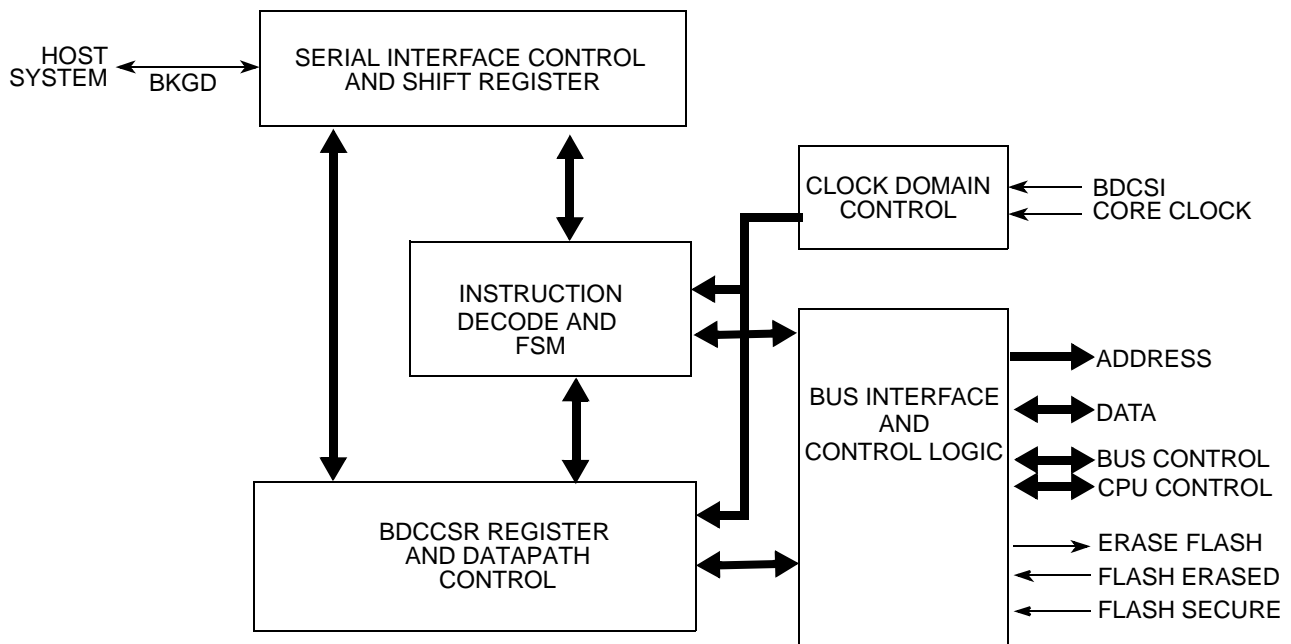 HOST
SYSTEM
BKGD
SERIAL INTERFACE CONTROL
AND SHIFT REGISTER
CLOCK DOMAIN
CONTROL
BDCSI
CORE CLOCK
INSTRUCTION
DECODE AND
FSM
BUS INTERFACE
AND
CONTROL LOGIC
ADDRESS
DATA
BUS CONTROL
CPU CONTROL
ERASE FLASH
FLASH ERASED
FLASH SECURE
BDCCSR REGISTER
AND DATAPATH
CONTROL